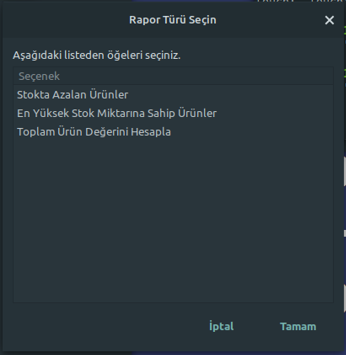 Rapor Türü Seçin
Aşağıdaki listeden öğeleri seçiniz.
Seçenek
Stokta Azalan Ürünler
En Yüksek Stok Miktarına Sahip Ürünler
Toplam Ürün Değerini Hesapla
İptal
Tamam